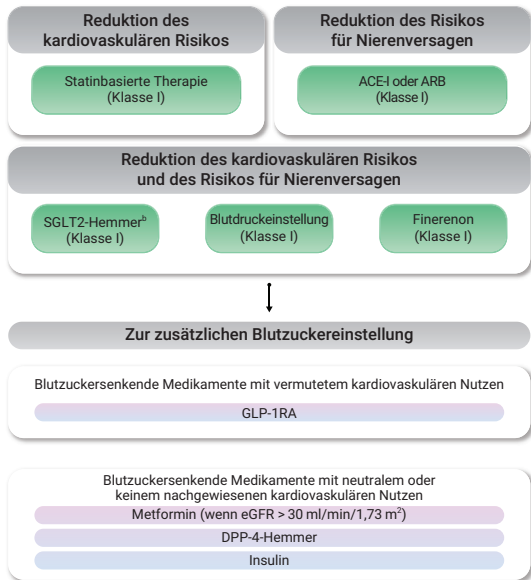 Reduktion des
kardiovaskulären Risikos
Statinbasierte Therapie
(Klasse I)
Reduktion des Risikos
für Nierenversagen
ACE-I oder ARB
(Klasse I)
Reduktion des kardiovaskulären Risikos
und des Risikos für Nierenversagen
SGLT2-Hemmerᵇ
(Klasse I)
Blutdruckeinstellung
(Klasse I)
Finerenon
(Klasse I)
Zur zusätzlichen Blutzuckereinstellung
Blutzuckersenkende Medikamente mit vermutetem kardiovaskulären Nutzen
GLP-1RA
Blutzuckersenkende Medikamente mit neutralem oder
keinem nachgewiesenen kardiovaskulären Nutzen
Metformin (wenn eGFR > 30 ml/min/1,73 m²)
DPP-4-Hemmer
Insulin